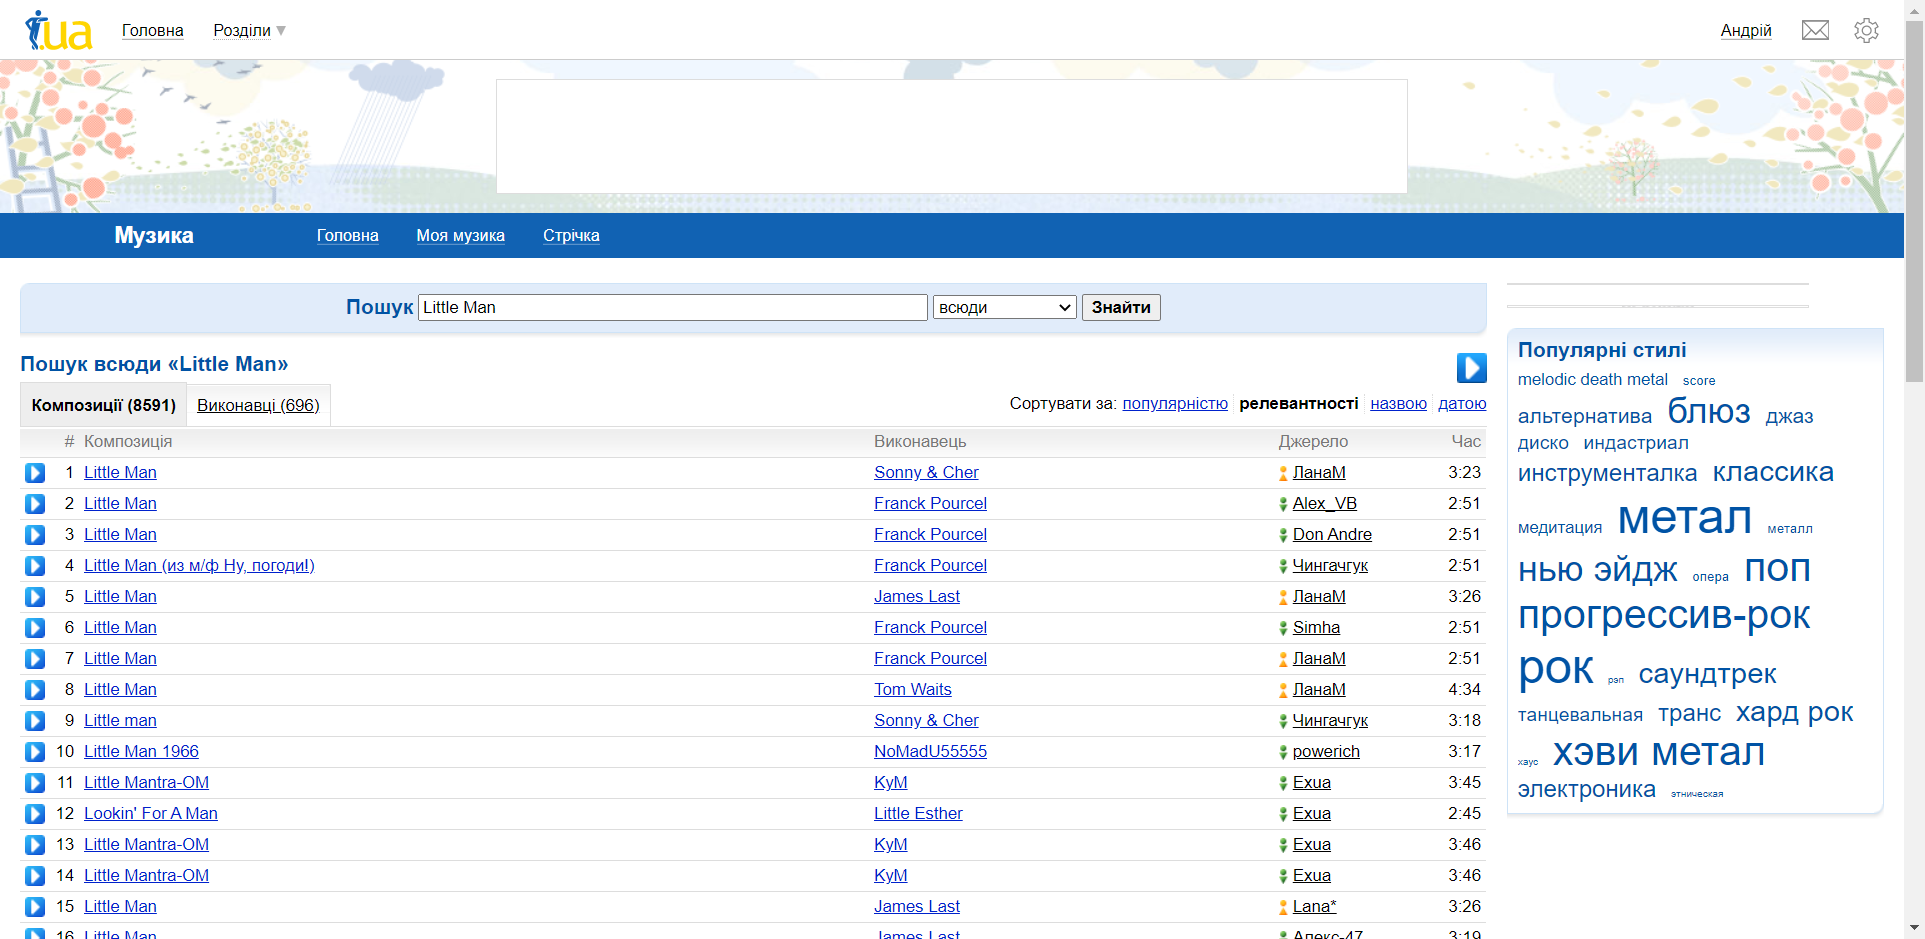 i.ua Головна Розділи ▼ Андрій
Музика Головна Моя музика Стрічка
Пошук Little Man всюди Знайти
Пошук всюди «Little Man»
Композиції (8591) Виконавці (696) Сортувати за: популярністю релевантності назвою датою
# Композиція Виконавець Джерело Час
1 Little Man Sonny & Cher ЛанаМ 3:23
2 Little Man Franck Pourcel Alex_VB 2:51
3 Little Man Franck Pourcel Don Andre 2:51
4 Little Man (из м/ф Ну, погоди!) Franck Pourcel Чингачгук 2:51
5 Little Man James Last ЛанаМ 3:26
6 Little Man Franck Pourcel Simha 2:51
7 Little Man Franck Pourcel ЛанаМ 2:51
8 Little Man Tom Waits ЛанаМ 4:34
9 Little man Sonny & Cher Чингачгук 3:18
10 Little Man 1966 NoMadU55555 powerich 3:17
11 Little Mantra-OM KyM Exua 3:45
12 Lookin' For A Man Little Esther Exua 2:45
13 Little Mantra-OM KyM Exua 3:46
14 Little Mantra-OM KyM Exua 3:46
15 Little Man James Last Lana* 3:26
16 Little Man James Last Алекс-47 3:19
Популярні стилі
melodic death metal score
альтернатива блюз джаз
диско индастриал
инструменталка классика
медитация метал металл
нью эйдж опера поп
прогрессив-рок
рок рэп саундтрек
танцевальная транс хард рок
хаус хэви метал
электроника этническая